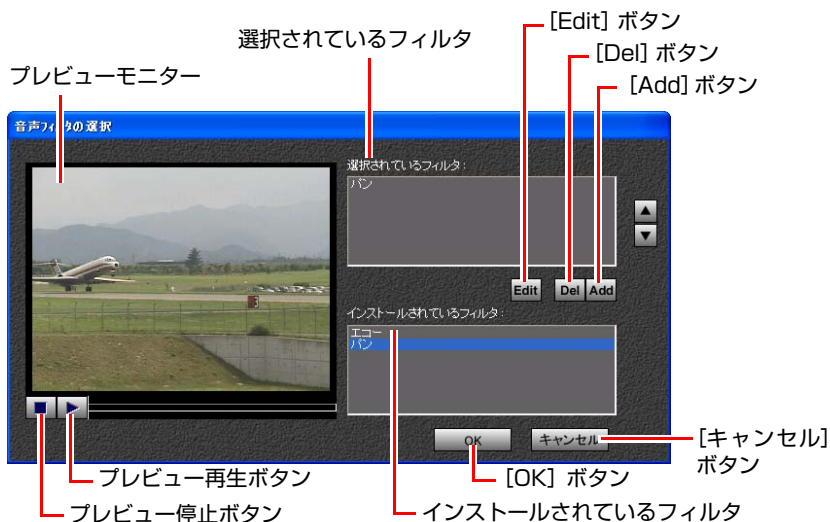 [Edit] ボタン
選択されているフィルタ
[Del] ボタン
プレビューモニター
[Add] ボタン
音声フィルタの選択
選択されているフィルタ:
パン
▲
▼
Edit Del Add
インストールされているフィルタ:
エコー
パン
OK キャンセル
[キャンセル]
ボタン
プレビュー再生ボタン
[OK] ボタン
プレビュー停止ボタン
インストールされているフィルタ